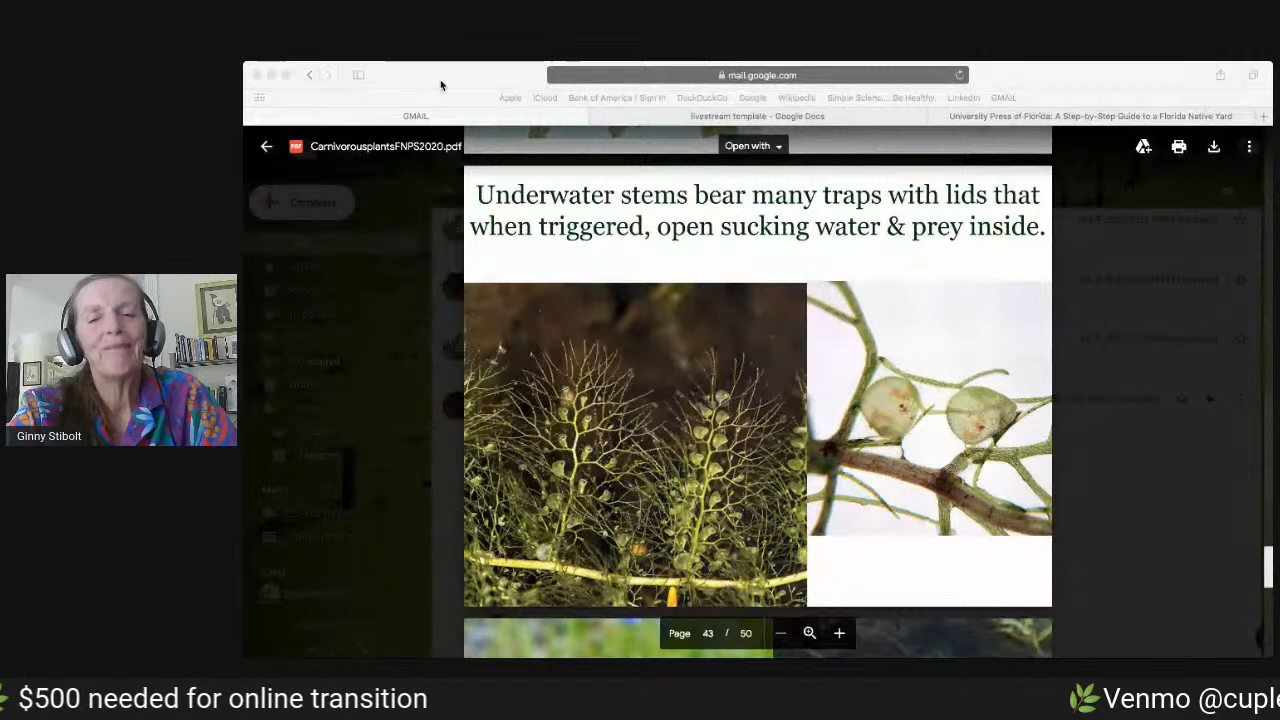 mail.google.com
Apple iCloud Bank of America | Sign In DuckDuckGo Google Wikipedia Simple Scienc... Be Healthy. LinkedIn GMAIL
GMAIL livestream template - Google Docs University Press of Florida: A Step-by-Step Guide to a Florida Native Yard
PDF CarnivorousplantsFNPS2020.pdf Open with
Compose
Underwater stems bear many traps with lids that
when triggered, open sucking water & prey inside.
Ginny Stibolt
Page 43 / 50
$500 needed for online transition Venmo @cuple